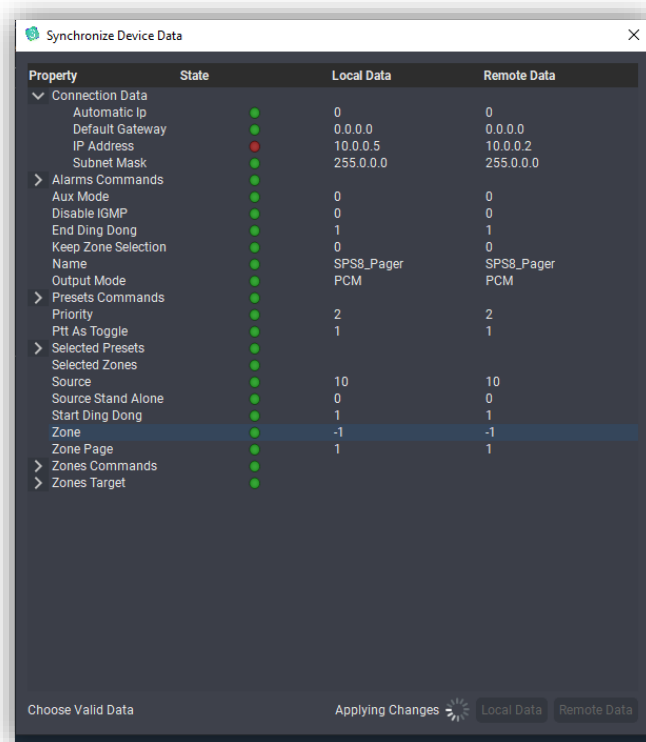 Synchronize Device Data
Property State Local Data Remote Data
Connection Data
Automatic Ip 0 0
Default Gateway 0.0.0.0 0.0.0.0
IP Address 10.0.0.5 10.0.0.2
Subnet Mask 255.0.0.0 255.0.0.0
Alarms Commands
Aux Mode 0 0
Disable IGMP 0 0
End Ding Dong 1 1
Keep Zone Selection 0 0
Name SPS8_Pager SPS8_Pager
Output Mode PCM PCM
Presets Commands
Priority 2 2
Ptt As Toggle 1 1
Selected Presets
Selected Zones
Source 10 10
Source Stand Alone 0 0
Start Ding Dong 1 1
Zone -1 -1
Zone Page 1 1
Zones Commands
Zones Target
Choose Valid Data Applying Changes Local Data Remote Data